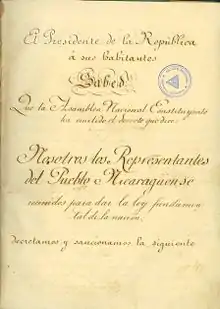 El Presidente de la República
á sus habitantes
Sabed:
Que la Asamblea Nacional Constituyente
ha emitido el decreto que dice:
Nosotros los Representantes
del Pueblo Nicaragüense
reunidos para dar la ley fundamen
tal de la nación,
decretamos y sancionamos la siguiente